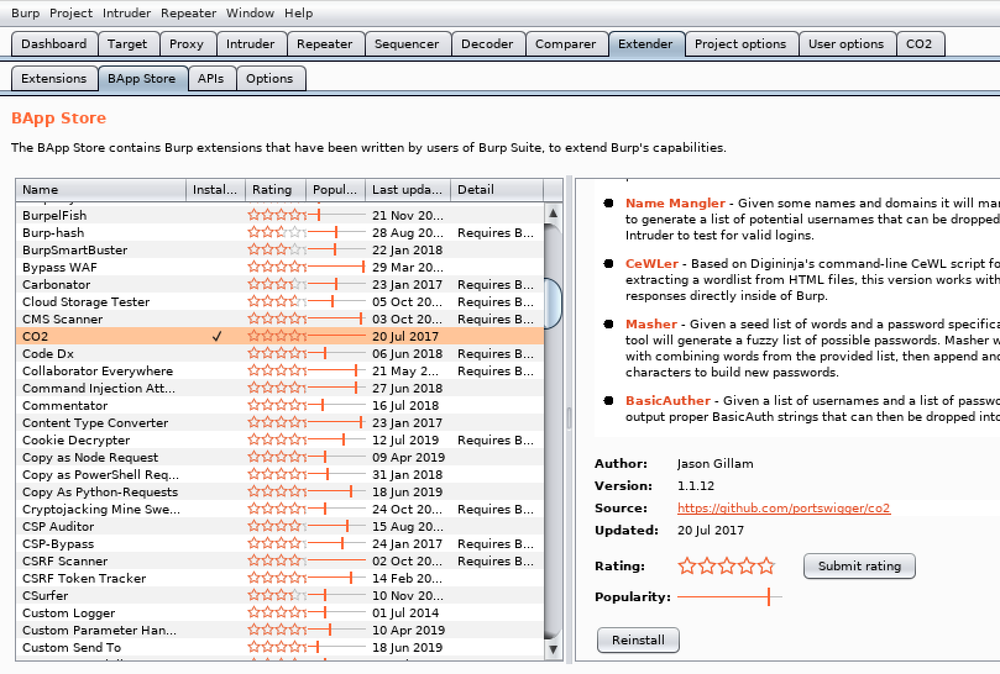 Burp Project Intruder Repeater Window Help
Dashboard Target Proxy Intruder Repeater Sequencer Decoder Comparer Extender Project options User options CO2
Extensions BApp Store APIs Options
BApp Store
The BApp Store contains Burp extensions that have been written by users of Burp Suite, to extend Burp's capabilities.
Name Instal... Rating Popul... Last upda... Detail
BurpelFish 21 Nov 20...
Burp-hash 28 Aug 20... Requires B...
BurpSmartBuster 22 Jan 2018
Bypass WAF 29 Mar 20...
Carbonator 23 Jan 2017 Requires B...
Cloud Storage Tester 05 Oct 20... Requires B...
CMS Scanner 03 Oct 20... Requires B...
CO2 ✓ 20 Jul 2017
Code Dx 06 Jun 2018 Requires B...
Collaborator Everywhere 21 May 2... Requires B...
Command Injection Att... 27 Jun 2018
Commentator 16 Jul 2018
Content Type Converter 23 Jan 2017
Cookie Decrypter 12 Jul 2019 Requires B...
Copy as Node Request 09 Apr 2019
Copy as PowerShell Req... 31 Jan 2018
Copy As Python-Requests 18 Jun 2019
Cryptojacking Mine Swe... 24 Oct 20... Requires B...
CSP Auditor 15 Aug 20...
CSP-Bypass 24 Jan 2017 Requires B...
CSRF Scanner 02 Oct 20... Requires B...
CSRF Token Tracker 14 Feb 20...
CSurfer 10 Nov 20...
Custom Logger 01 Jul 2014
Custom Parameter Han... 10 Apr 2019
Custom Send To 18 Jun 2019
Name Mangler - Given some names and domains it will
to generate a list of potential usernames that can be dropped
Intruder to test for valid logins.
CeWLer - Based on Digininja's command-line CeWL script
extracting a wordlist from HTML files, this version works with
responses directly inside of Burp.
Masher - Given a seed list of words and a password
tool will generate a fuzzy list of possible passwords. Masher
with combining words from the provided list, then append
characters to build new passwords.
BasicAuther - Given a list of usernames and a list of
output proper BasicAuth strings that can then be dropped
Author: Jason Gillam
Version: 1.1.12
Source: https://github.com/portswigger/co2
Updated: 20 Jul 2017
Rating: Submit rating
Popularity:
Reinstall